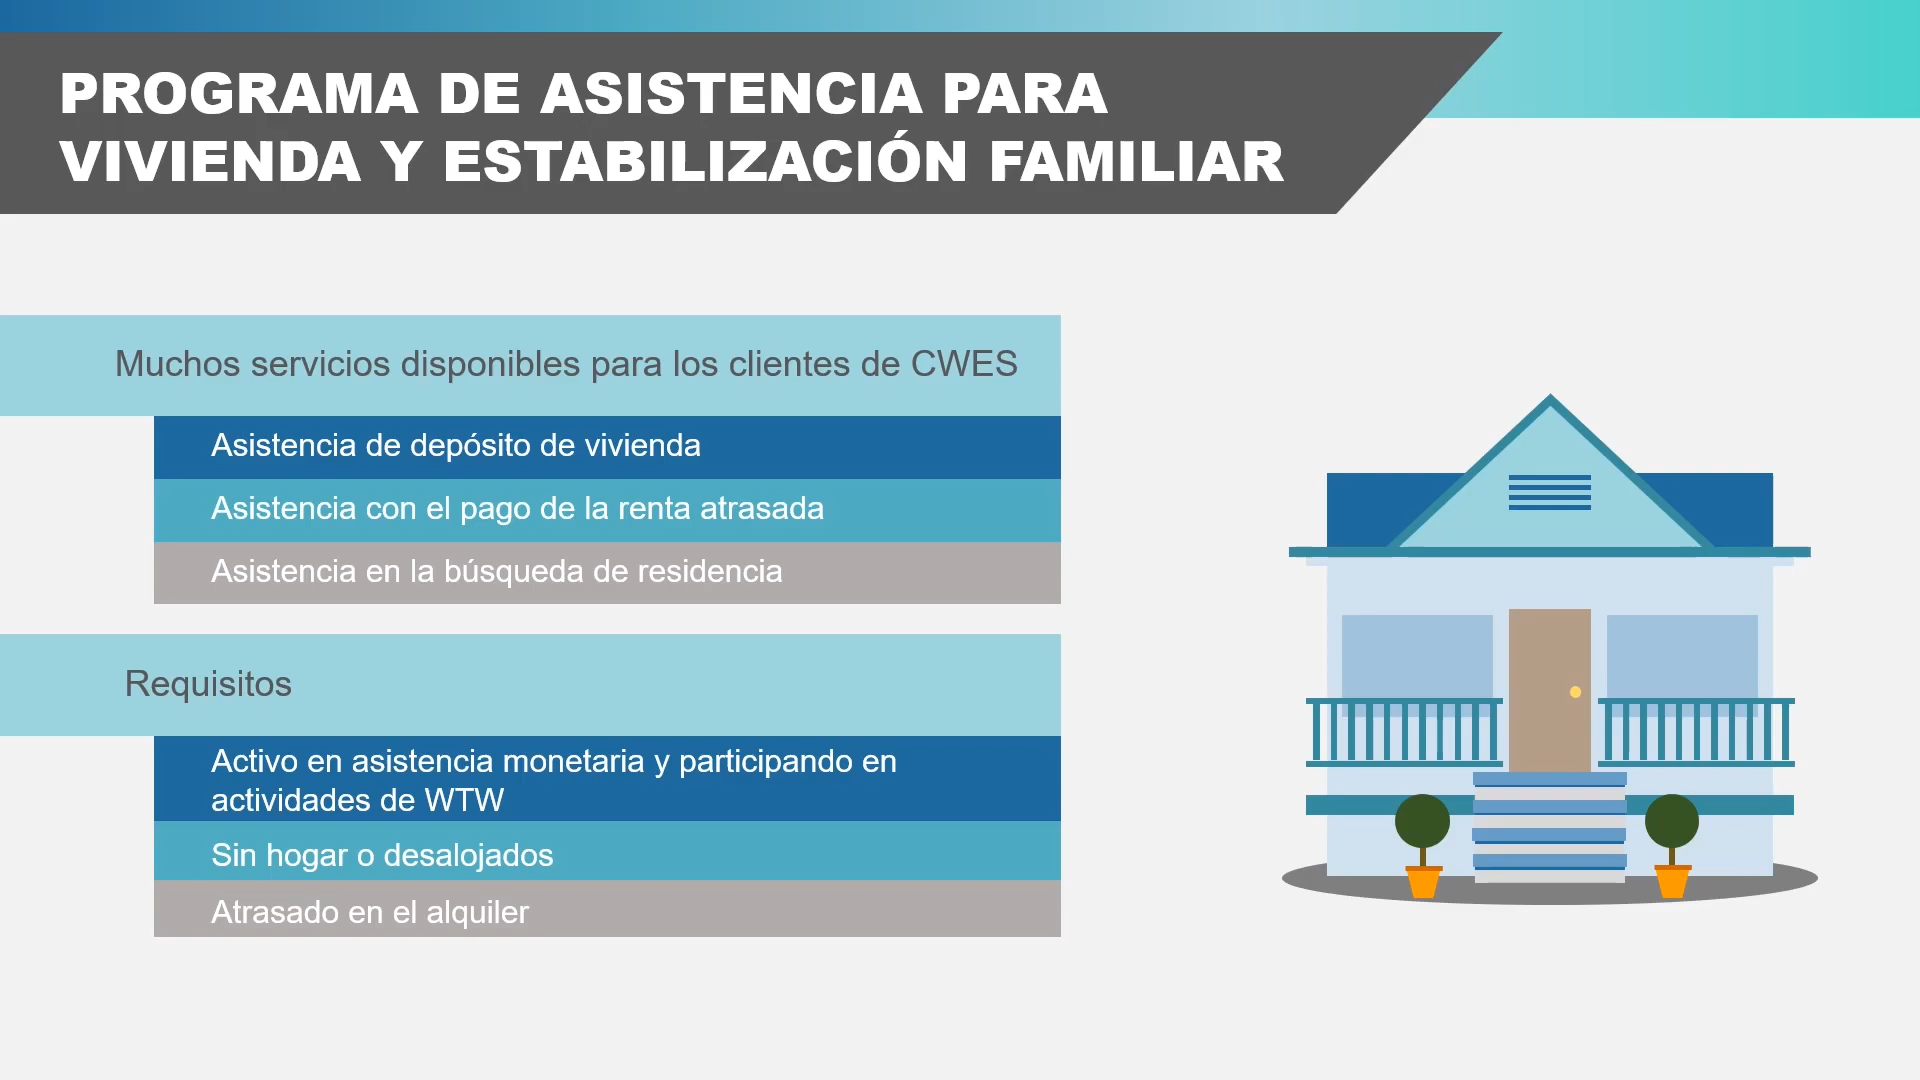 PROGRAMA DE ASISTENCIA PARA
VIVIENDA Y ESTABILIZACIÓN FAMILIAR
Muchos servicios disponibles para los clientes de CWES
Asistencia de depósito de vivienda
Asistencia con el pago de la renta atrasada
Asistencia en la búsqueda de residencia
Requisitos
Activo en asistencia monetaria y participando en
actividades de WTW
Sin hogar o desalojados
Atrasado en el alquiler